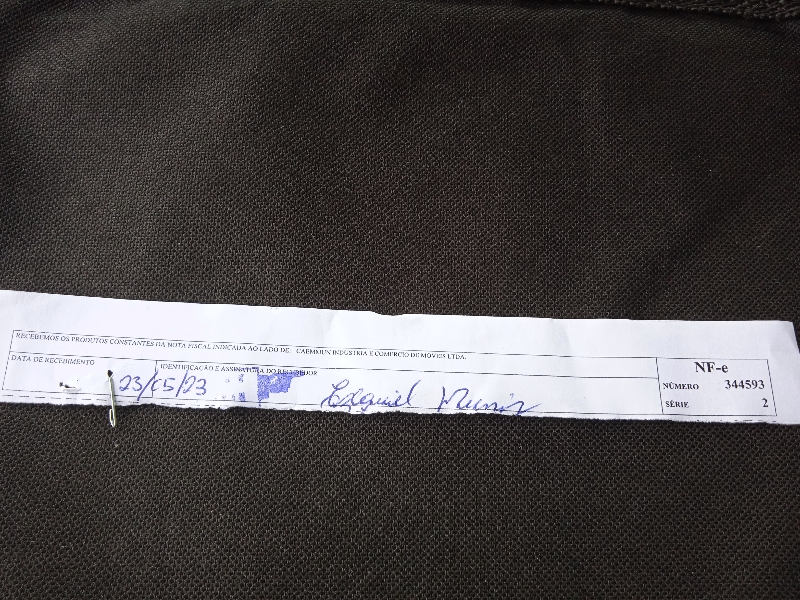 RECEBEMOS OS PRODUTOS CONSTANTES DA NOTA FISCAL INDICADA AO LADO DE: CAEMMUN INDUSTRIA E COMERCIO DE MOVEIS LTDA.
DATA DE RECEBIMENTO
IDENTIFICAÇÃO E ASSINATURA DO RECEBEDOR
23/05/23
Ezequiel Muniz
NF-e
NÚMERO 344593
SÉRIE 2